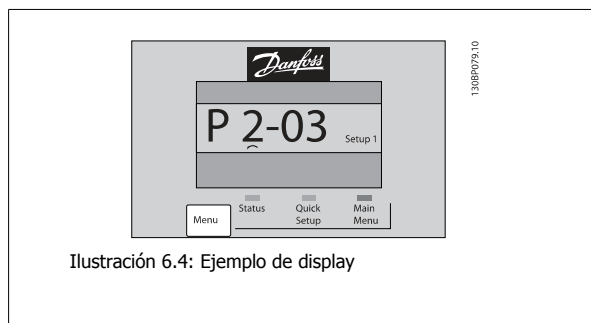 Danfoss
130BP079.10
P 2-03 Setup 1
Status Quick Setup Main Menu
Menu
Ilustración 6.4: Ejemplo de display